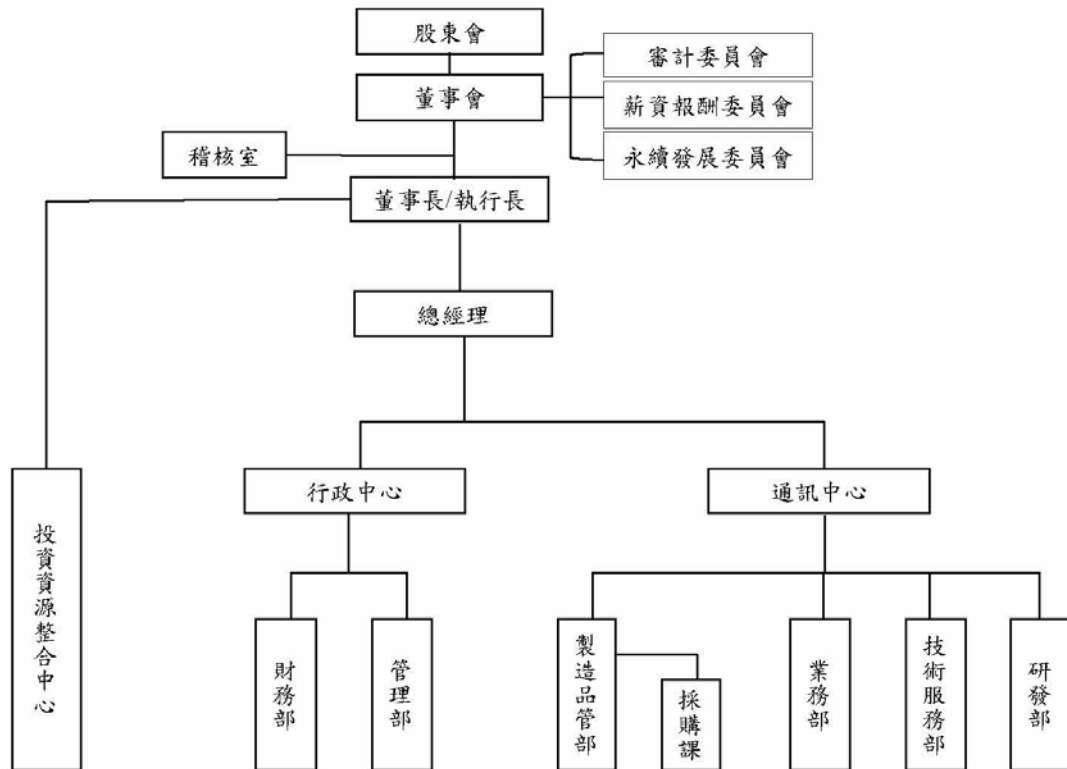 股東會
審計委員會
董事會
薪資報酬委員會
稽核室
永續發展委員會
董事長/執行長
總經理
行政中心
通訊中心
投資資源整合中心
財務部
管理部
製造品管部
採購課
業務部
技術服務部
研發部